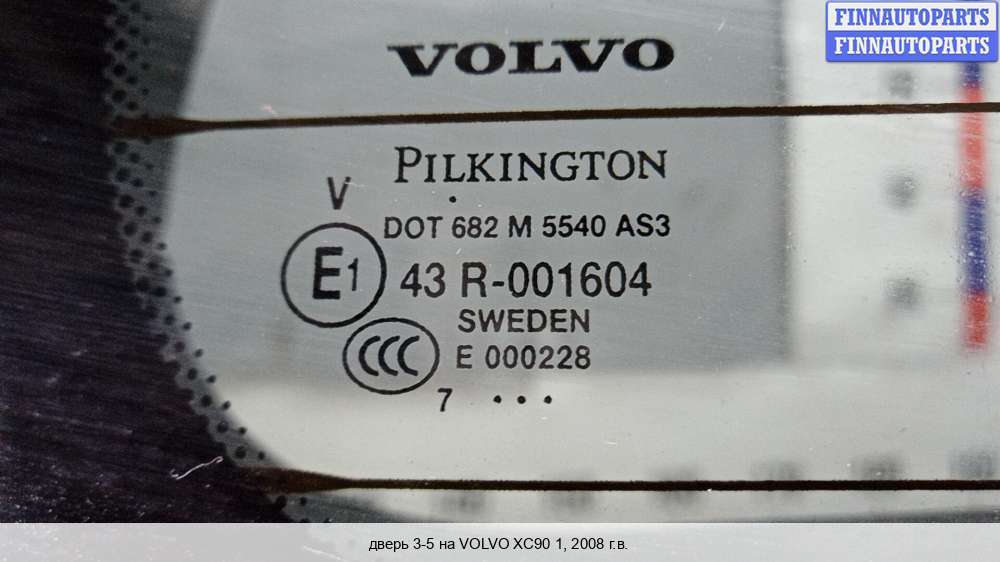 FINNAUTOPARTS
FINNAUTOPARTS
VOLVO
PILKINGTON
V
DOT 682 M 5540 AS3
E1
43 R-001604
SWEDEN
CCC
E 000228
7 • • •
дверь 3-5 на VOLVO XC90 1, 2008 г.в.